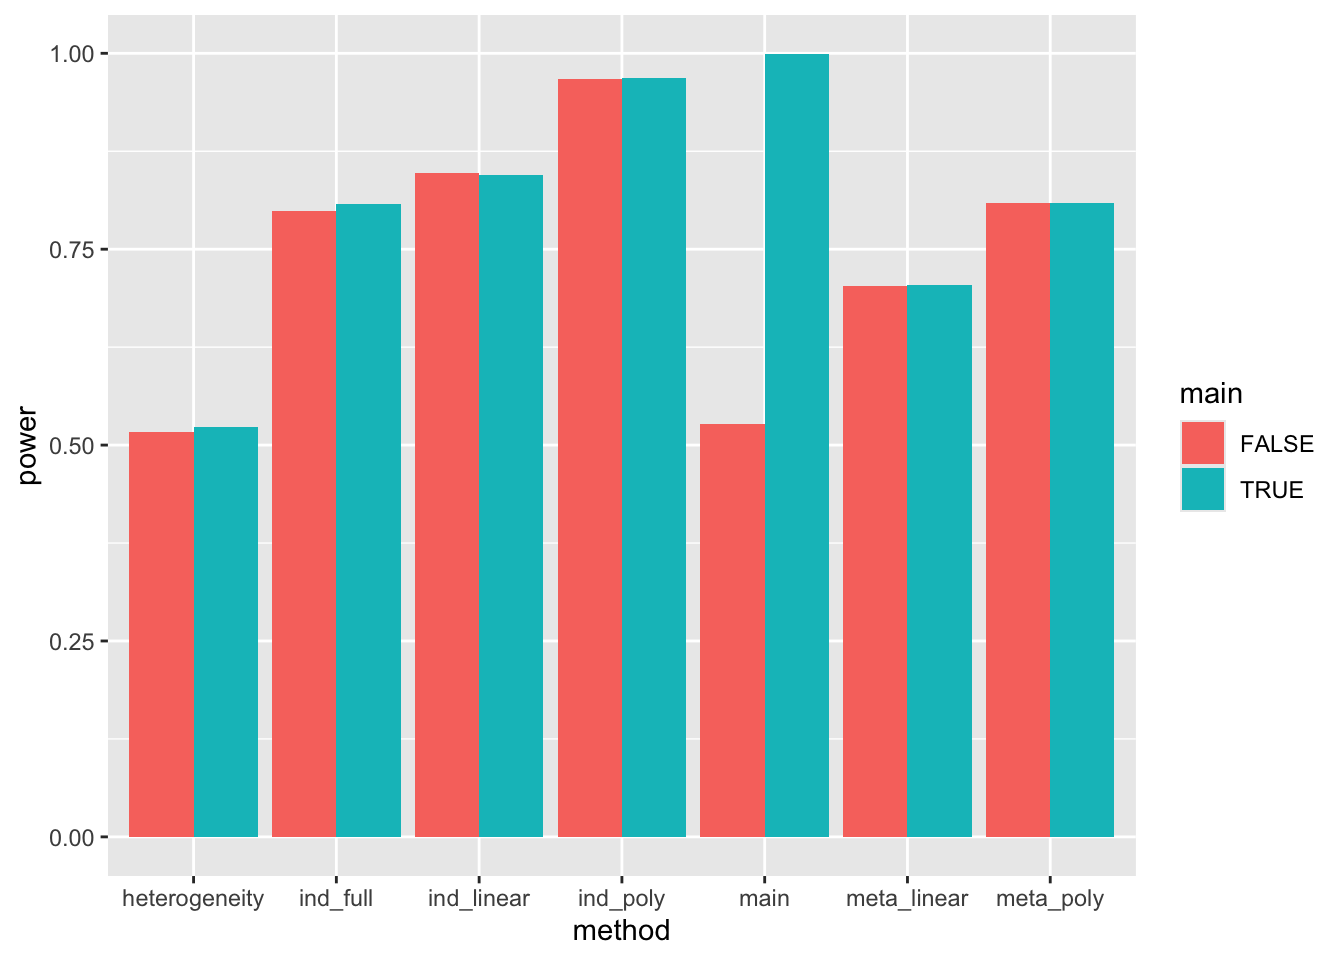 1.00
0.75
0.50
0.25
0.00
power
heterogeneity ind_full ind_linear ind_poly main meta_linear meta_poly
method
main
FALSE
TRUE